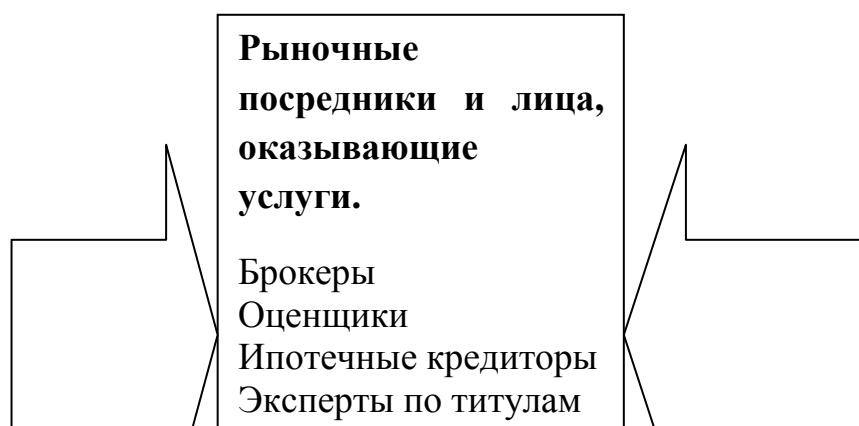 Рыночные
посредники и лица,
оказывающие
услуги.
Брокеры
Оценщики
Ипотечные кредиторы
Эксперты по титулам